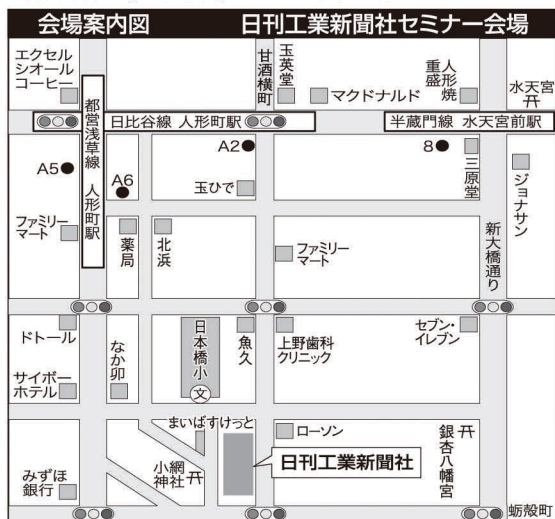 会場案内図
日刊工業新聞社セミナー会場
エクセル
シオール
コーヒー
甘酒横町
玉英堂
マクドナルド
人形焼
重盛
水天宮
都営浅草線 人形町駅
日比谷線 人形町駅
半蔵門線 水天宮前駅
A5
A6
A2
8
三原堂
ジョナサン
玉ひで
ファミリー
マート
薬局
北浜
ファミリー
マート
新大橋通り
ドトール
なか卯
日本橋小
文
魚久
上野歯科
クリニック
セブン・
イレブン
サイボー
ホテル
まいばすけっと
ローソン
銀杏八幡宮
小網
神社
日刊工業新聞社
みずほ
銀行
蛎殻町